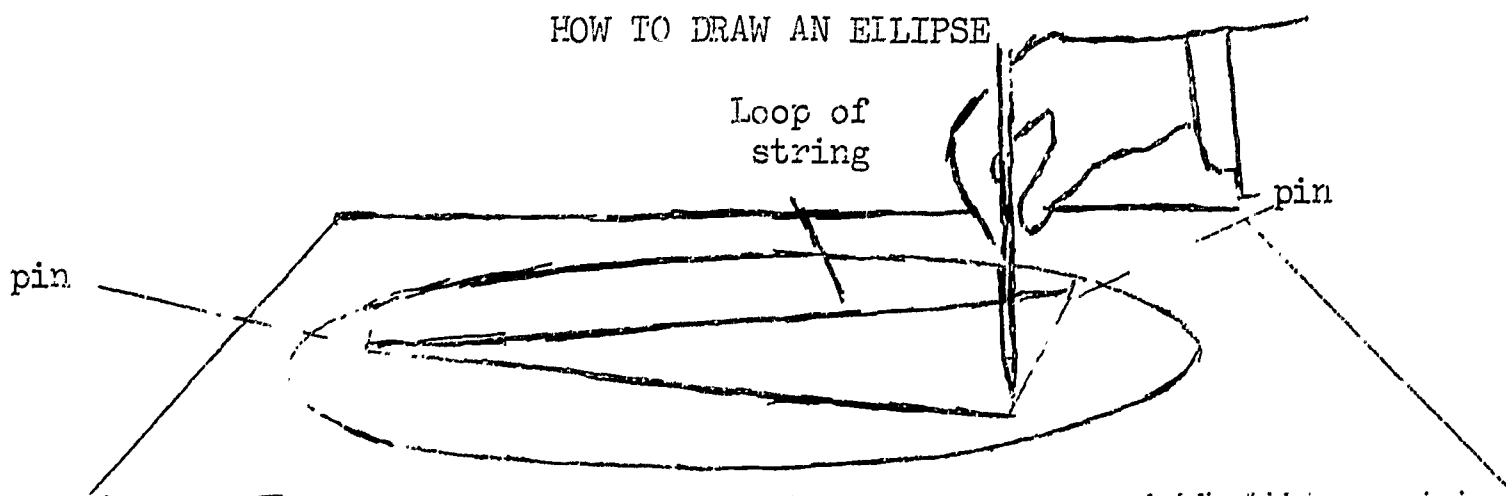 HOW TO DRAW AN ELLIPSE
Loop of
string
pin
pin